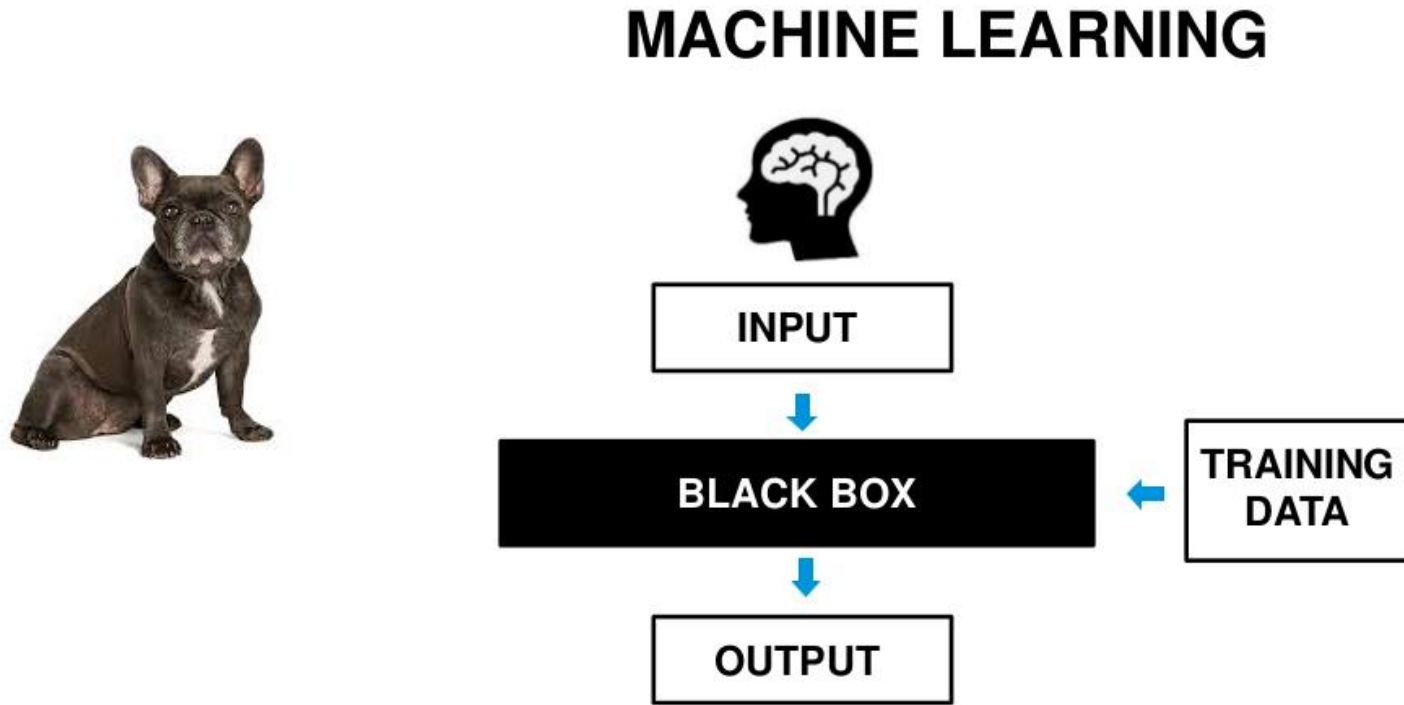 MACHINE LEARNING
INPUT
BLACK BOX
TRAINING
DATA
OUTPUT